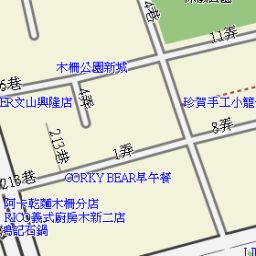 11弄
木柵公園新城
6巷
4弄
ER文山興隆店
珍賀手工小籠
213巷
8弄
1弄
213巷
CORKY BEAR早午餐
阿卡乾麵木柵分店
RICO義式廚房木新二店
鴻記石鍋